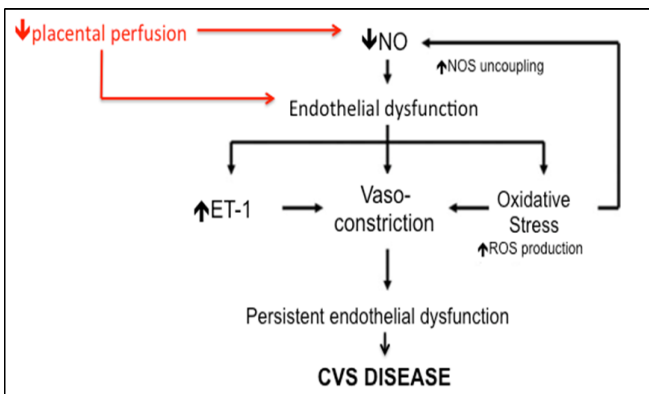 ↓placental perfusion
↓NO
↑NOS uncoupling
Endothelial dysfunction
↑ET-1
Vaso-
constriction
Oxidative
Stress
↑ROS production
Persistent endothelial dysfunction
CVS DISEASE